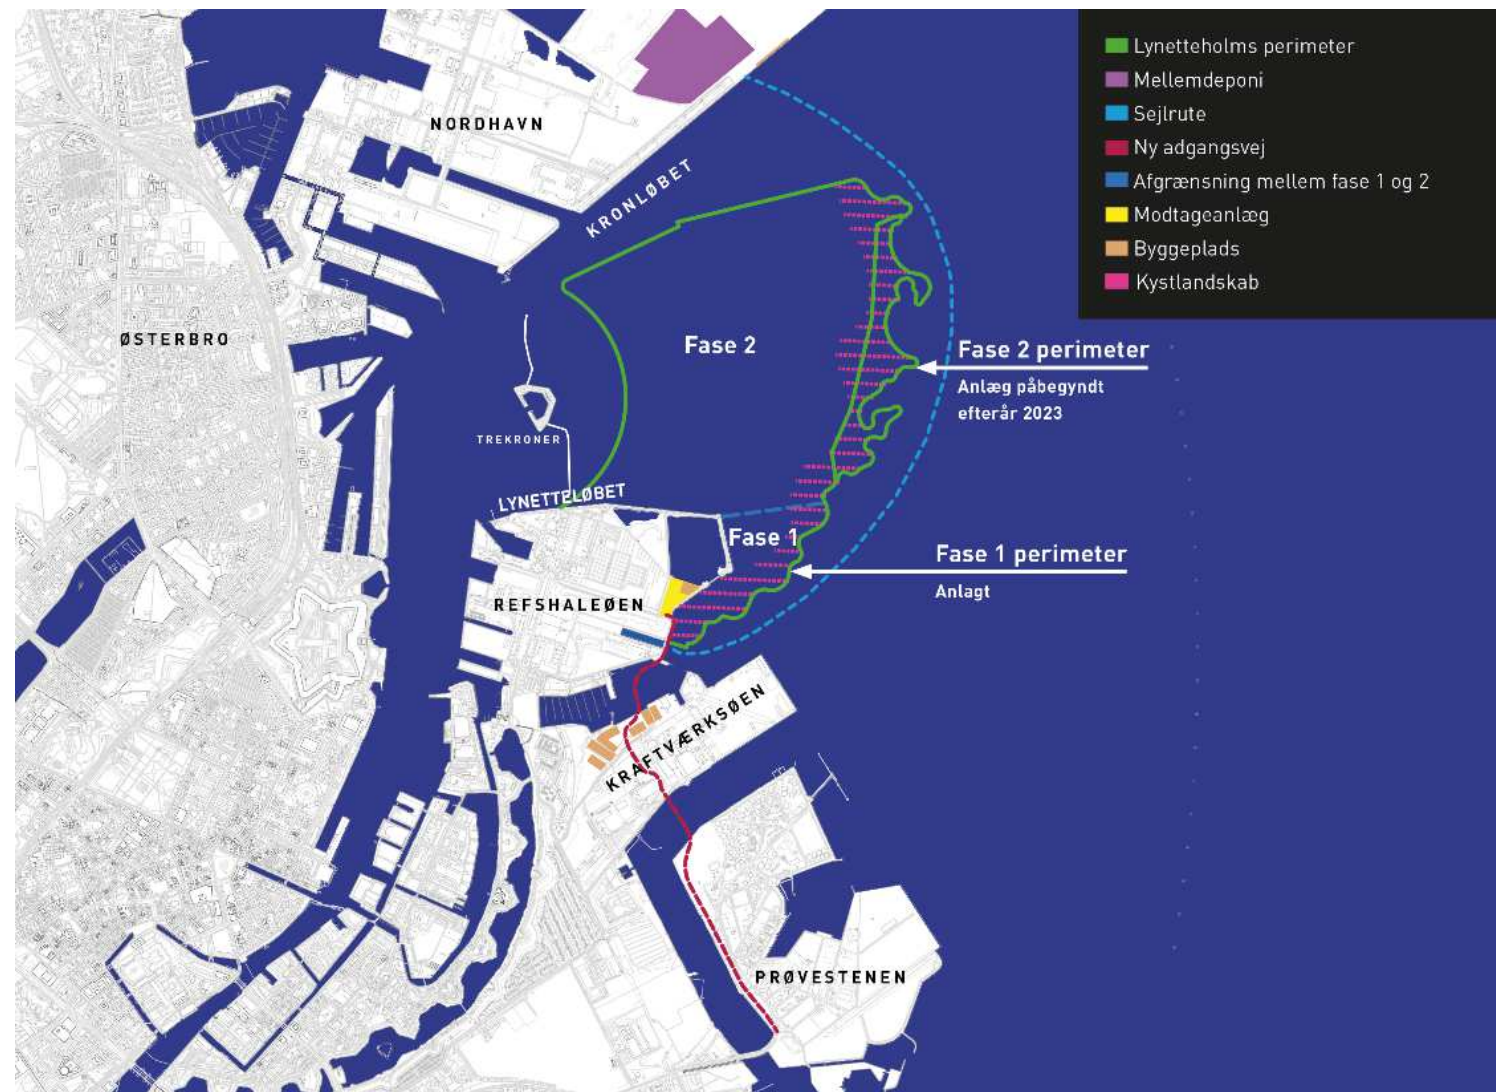 Lynetteholms perimeter
Mellemdeponi
Sejlrute
Ny adgangsvej
Afgrænsning mellem fase 1 og 2
Modtageanlæg
Byggeplads
Kystlandskab
NORDHAVN
KRONLØBET
ØSTERBRO
Fase 2
Fase 2 perimeter
Anlæg påbegyndt
efterår 2023
TREKRONER
LYNETTELØBET
Fase 1
Fase 1 perimeter
Anlagt
REFSHALEØEN
KRAFTVÆRKSØEN
PRØVESTENEN